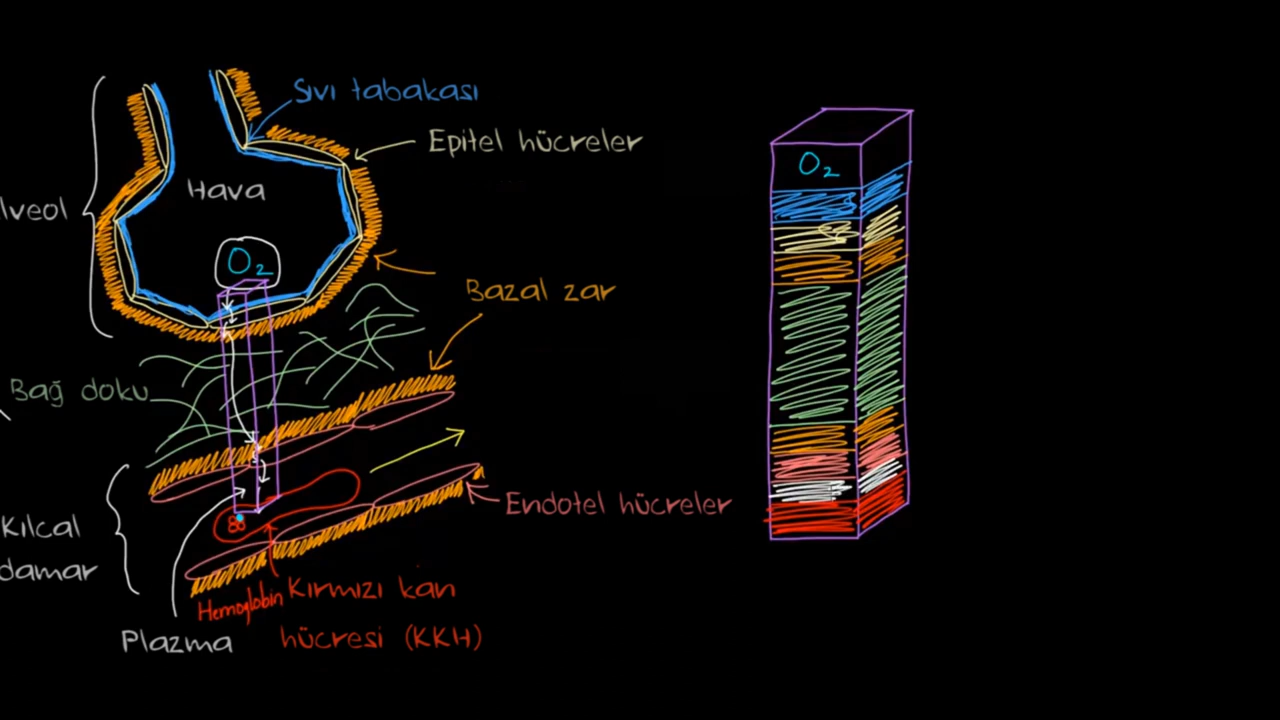 Sıvı tabakası
Epitel hücreler
Hava
lveol
O₂
O₂
Bazal zar
Bağ doku
Endotel hücreler
Kılcal
damar
Hemoglobin
Kırmızı kan
hücresi (KKH)
Plazma